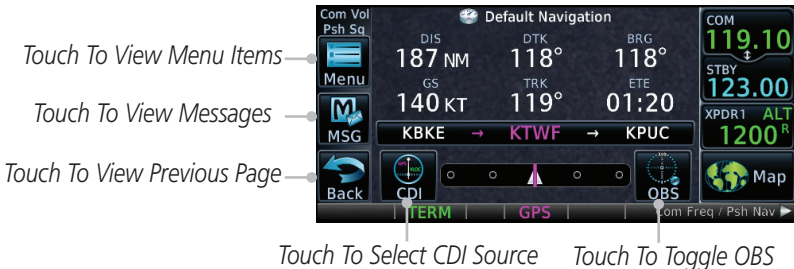 Com Vol
Psh Sq
Default Navigation
COM
119.10
DIS
187 NM
DTK
118°
BRG
118°
Touch To View Menu Items
Menu
STBY
123.00
GS
140 KT
TRK
119°
ETE
01:20
Touch To View Messages
MSG
XPDR1 ALT
1200 R
KBKE → KTWF → KPUC
Touch To View Previous Page
Back
CDI
GPS
VLOC
OBS
Map
TERM
GPS
Com Freq / Psh Nav
Touch To Select CDI Source
Touch To Toggle OBS